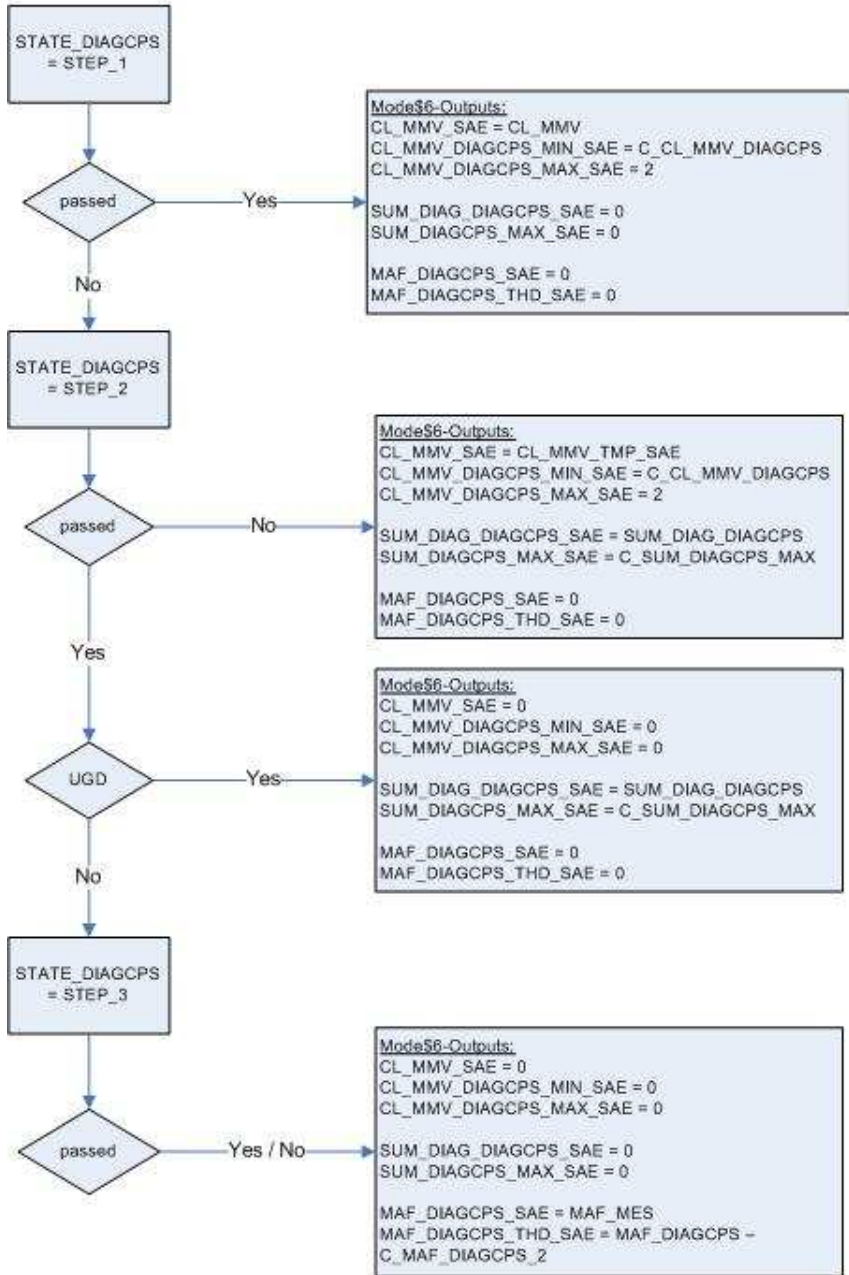 STATE_DIAGCPS
= STEP_1
Mode$6-Outputs:
CL_MMV_SAE = CL_MMV
CL_MMV_DIAGCPS_MIN_SAE = C_CL_MMV_DIAGCPS
CL_MMV_DIAGCPS_MAX_SAE = 2
SUM_DIAG_DIAGCPS_SAE = 0
SUM_DIAGCPS_MAX_SAE = 0
MAF_DIAGCPS_SAE = 0
MAF_DIAGCPS_THD_SAE = 0
passed
Yes
No
STATE_DIAGCPS
= STEP_2
Mode$6-Outputs:
CL_MMV_SAE = CL_MMV_TMP_SAE
CL_MMV_DIAGCPS_MIN_SAE = C_CL_MMV_DIAGCPS
CL_MMV_DIAGCPS_MAX_SAE = 2
SUM_DIAG_DIAGCPS_SAE = SUM_DIAG_DIAGCPS
SUM_DIAGCPS_MAX_SAE = C_SUM_DIAGCPS_MAX
MAF_DIAGCPS_SAE = 0
MAF_DIAGCPS_THD_SAE = 0
passed
No
Yes
Mode$6-Outputs:
CL_MMV_SAE = 0
CL_MMV_DIAGCPS_MIN_SAE = 0
CL_MMV_DIAGCPS_MAX_SAE = 0
SUM_DIAG_DIAGCPS_SAE = SUM_DIAG_DIAGCPS
SUM_DIAGCPS_MAX_SAE = C_SUM_DIAGCPS_MAX
MAF_DIAGCPS_SAE = 0
MAF_DIAGCPS_THD_SAE = 0
UGD
Yes
No
STATE_DIAGCPS
= STEP_3
Mode$6-Outputs:
CL_MMV_SAE = 0
CL_MMV_DIAGCPS_MIN_SAE = 0
CL_MMV_DIAGCPS_MAX_SAE = 0
SUM_DIAG_DIAGCPS_SAE = 0
SUM_DIAGCPS_MAX_SAE = 0
MAF_DIAGCPS_SAE = MAF_MES
MAF_DIAGCPS_THD_SAE = MAF_DIAGCPS –
C_MAF_DIAGCPS_2
passed
Yes / No